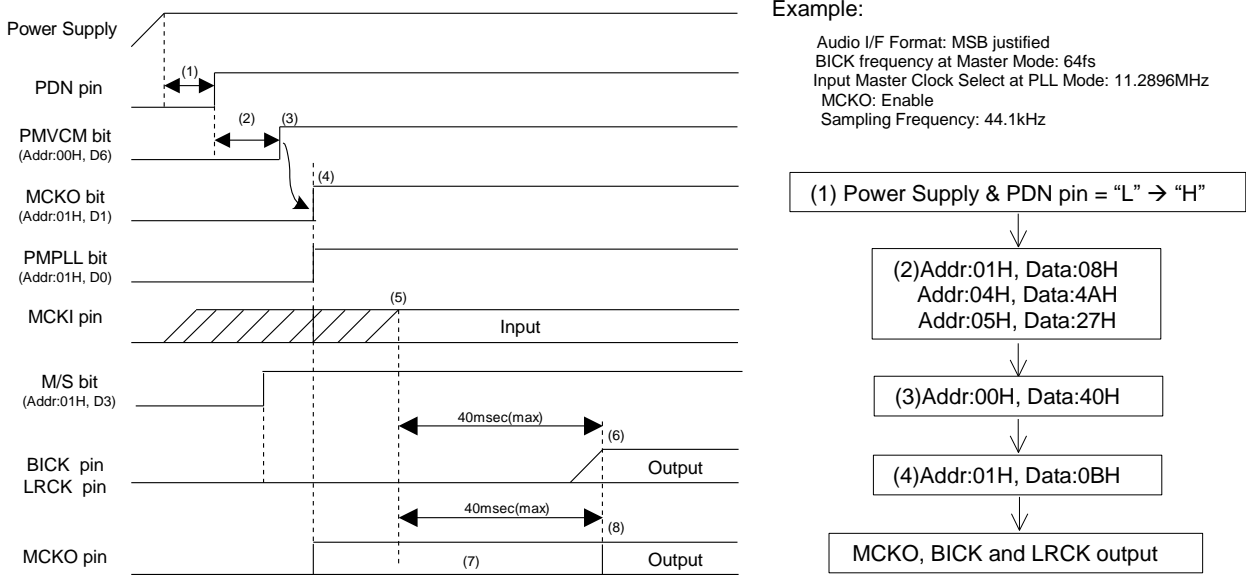 Power Supply
(1)
PDN pin
(2)
(3)
PMVCM bit
(Addr:00H, D6)
(4)
MCKO bit
(Addr:01H, D1)
PMPLL bit
(Addr:01H, D0)
(5)
MCKI pin
Input
M/S bit
(Addr:01H, D3)
40msec(max)
(6)
BICK pin
LRCK pin
Output
40msec(max)
(8)
MCKO pin
(7)
Output
Example:
Audio I/F Format: MSB justified
BICK frequency at Master Mode: 64fs
Input Master Clock Select at PLL Mode: 11.2896MHz
MCKO: Enable
Sampling Frequency: 44.1kHz
(1) Power Supply & PDN pin = “L” → “H”
(2)Addr:01H, Data:08H
Addr:04H, Data:4AH
Addr:05H, Data:27H
(3)Addr:00H, Data:40H
(4)Addr:01H, Data:0BH
MCKO, BICK and LRCK output